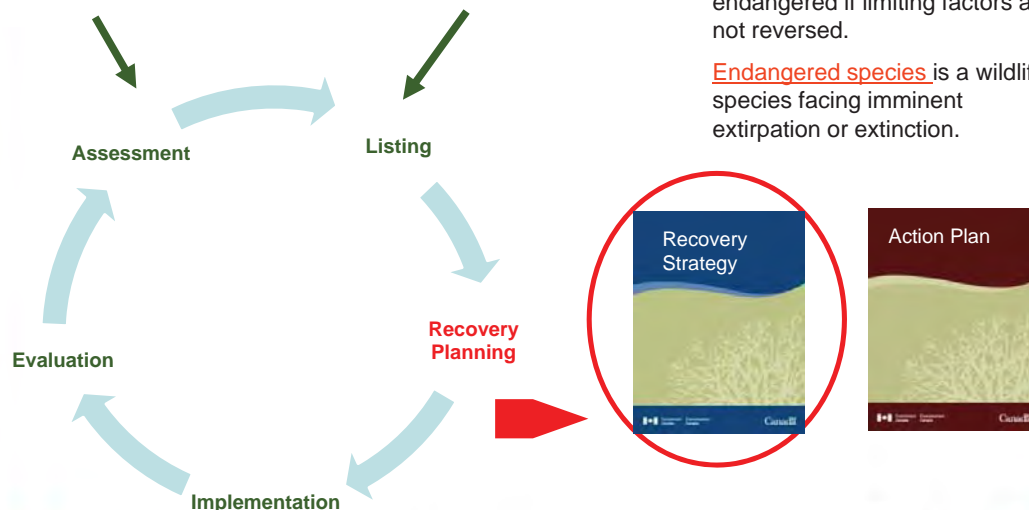 endangered if limiting factors a
not reversed.
Endangered species is a wildlif
species facing imminent
extirpation or extinction.
Assessment
Listing
Recovery
Planning
Evaluation
Implementation
Recovery
Strategy
Canada
Action Plan
Canada